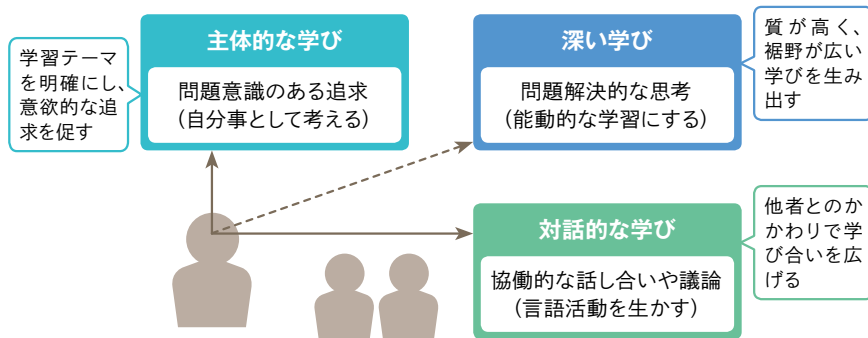 主体的な学び
問題意識のある追求
(自分事として考える)
学習テーマ
を明確にし、
意欲的な追
求を促す
深い学び
問題解決的な思考
(能動的な学習にする)
質が高く、
裾野が広い
学びを生み
出す
対話的な学び
協働的な話し合いや議論
(言語活動を生かす)
他者とのか
かわりで学
び合いを広
げる